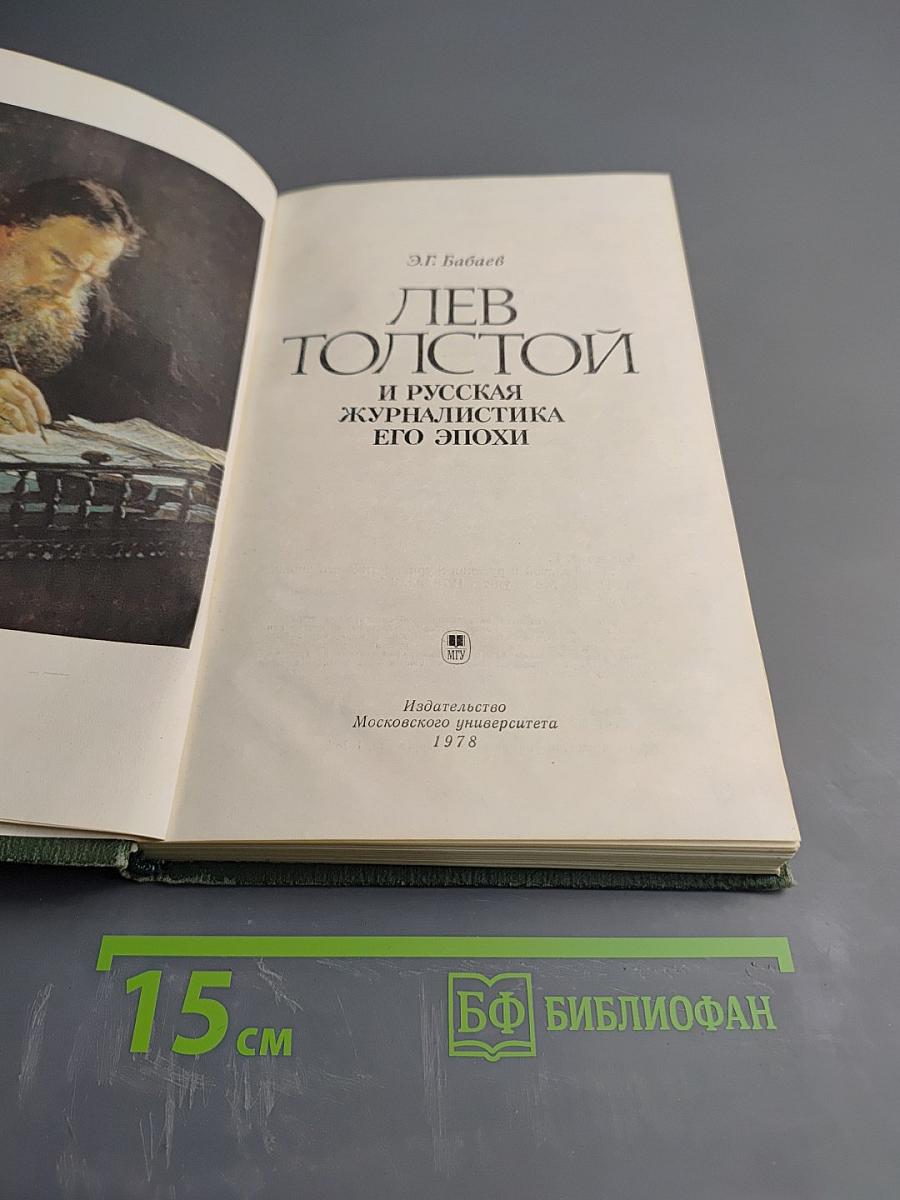 Э.Г. Бабаев
ЛЕВ
ТОЛСТОЙ
И РУССКАЯ
ЖУРНАЛИСТИКА
ЕГО ЭПОХИ
МГУ
Издательство
Московского университета
1978
15 см
БФ БИБЛИОФАН